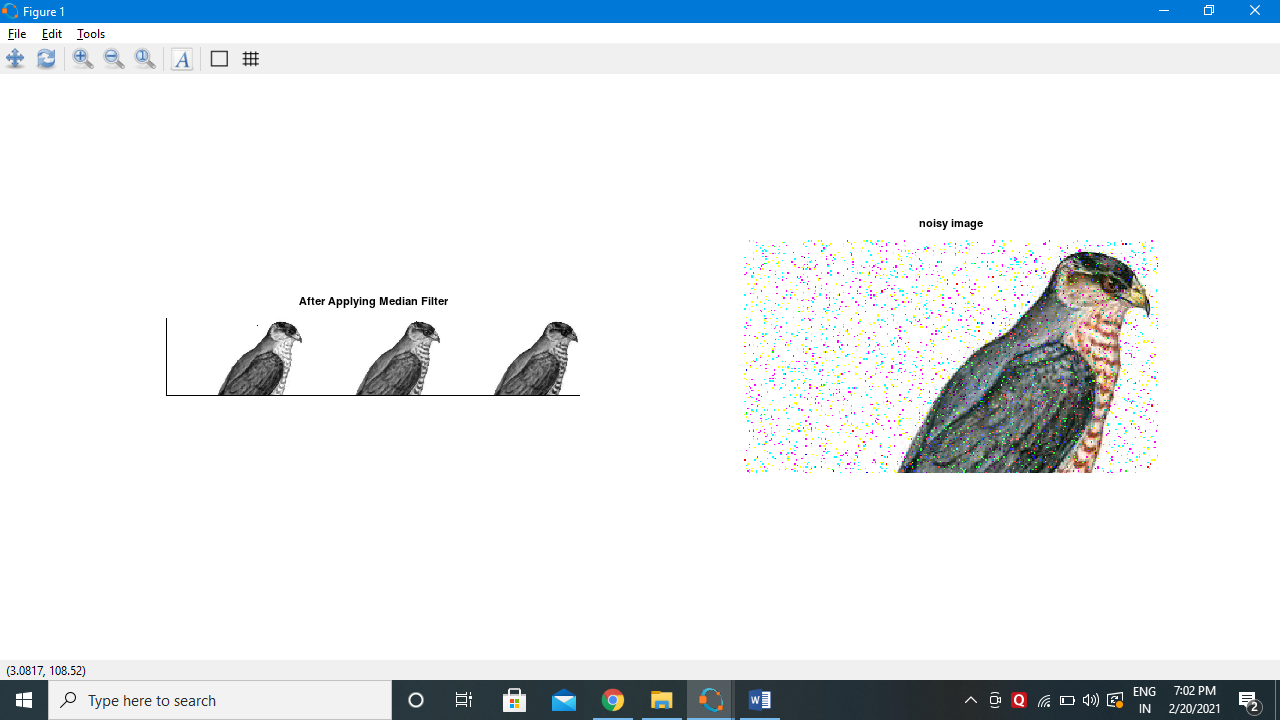 Figure 1
File Edit Tools
1
A
noisy image
After Applying Median Filter
(3.0817, 108.52)
Type here to search
W
Q
ENG
IN
7:02 PM
2/20/2021
2